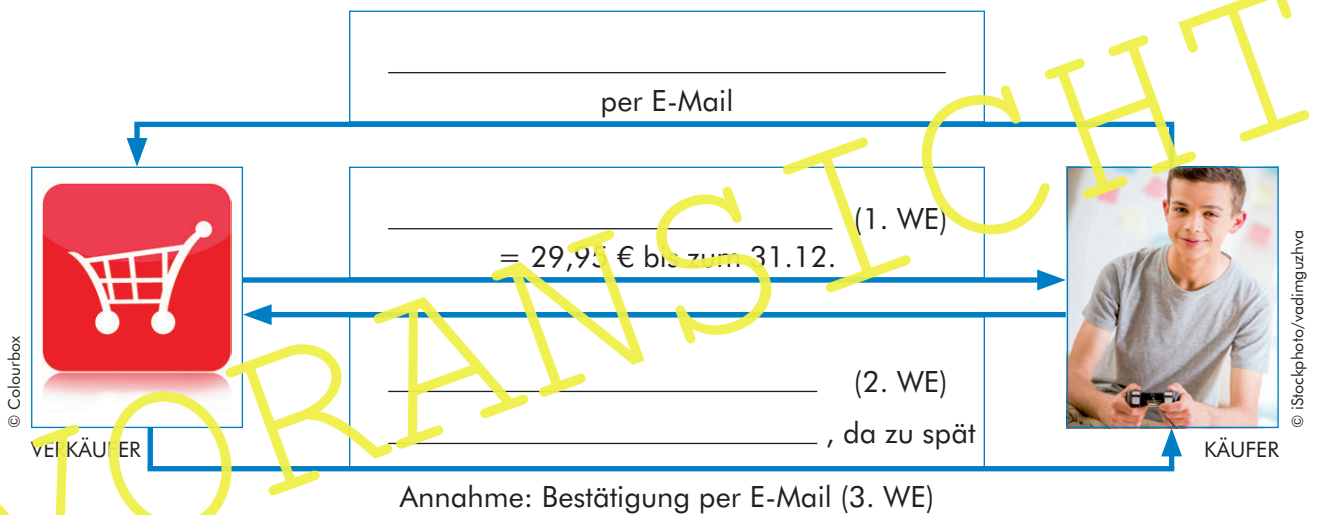 per E-Mail
(1. WE)
= 29,95 € bis zum 31.12.
(2. WE)
, da zu spät
© Colourbox
VERKÄUFER
© iStockphoto/vadimguzhva
KÄUFER
Annahme: Bestätigung per E-Mail (3. WE)
VORANSICHT